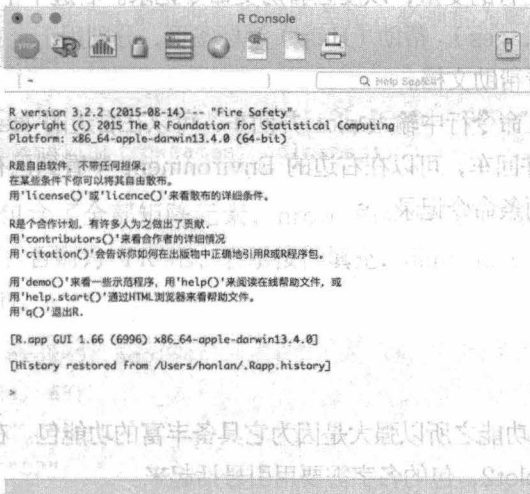 R Console
STOP
Help Search
R version 3.2.2 (2015-08-14) -- "Fire Safety"
Copyright (C) 2015 The R Foundation for Statistical Computing
Platform: x86_64-apple-darwin13.4.0 (64-bit)
R是自由软件，不带任何担保。
在某些条件下你可以将其自由散布。
用'license()'或'licence()'来看散布的详细条件。
R是个合作计划，有许多人为之做出了贡献.
用'contributors()'来看合作者的详细情况
用'citation()'会告诉你如何在出版物中正确地引用R或R程序包。
用'demo()'来看一些示范程序，用'help()'来阅读在线帮助文件，或
用'help.start()'通过HTML浏览器来看帮助文件。
用'q()'退出R.
[R.app GUI 1.66 (6996) x86_64-apple-darwin13.4.0]
[History restored from /Users/honlan/.Rapp.history]
>